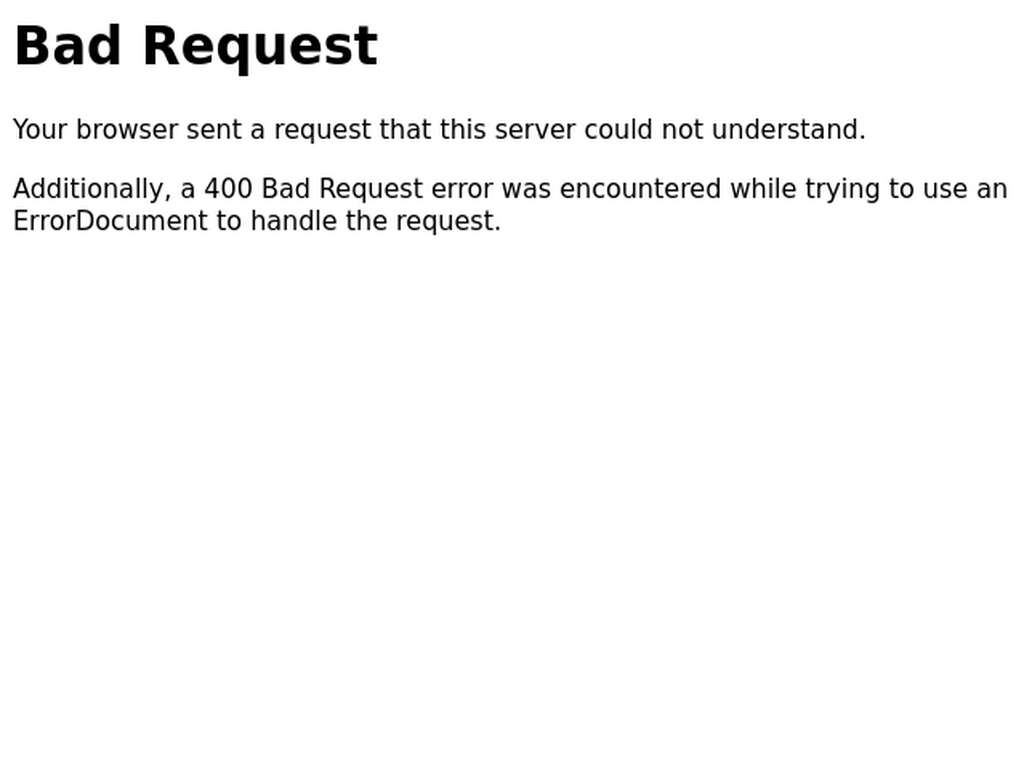 Bad Request
Your browser sent a request that this server could not understand.
Additionally, a 400 Bad Request error was encountered while trying to use an
ErrorDocument to handle the request.